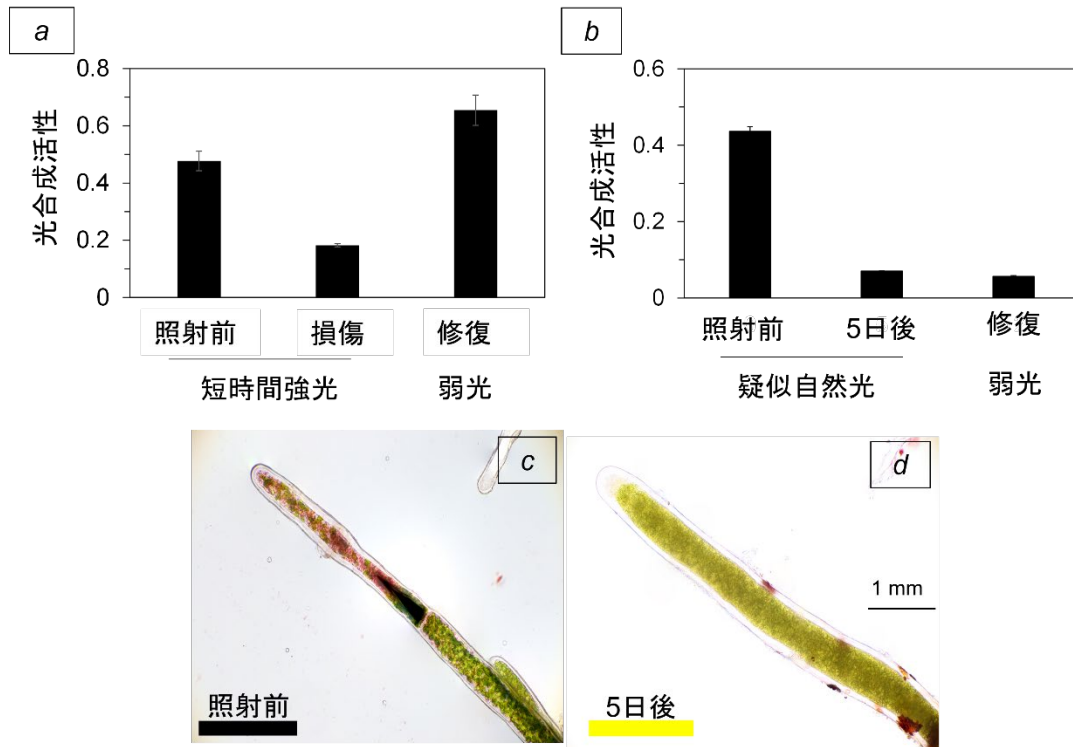 a
光合成活性
0.8
0.6
0.4
0.2
0
照射前 損傷 修復
短時間強光 弱光
b
光合成活性
0.6
0.4
0.2
0
照射前 5日後 修復
疑似自然光 弱光
c
照射前
d
1 mm
5日後